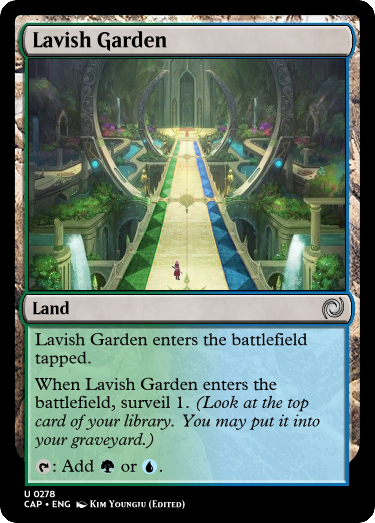 Lavish Garden
Land
Lavish Garden enters the battlefield
tapped.
When Lavish Garden enters the
battlefield, surveil 1. (Look at the top
card of your library. You may put it into
your graveyard.)
: Add or .
U 0278
CAP • ENG Kim Youngju (Edited)